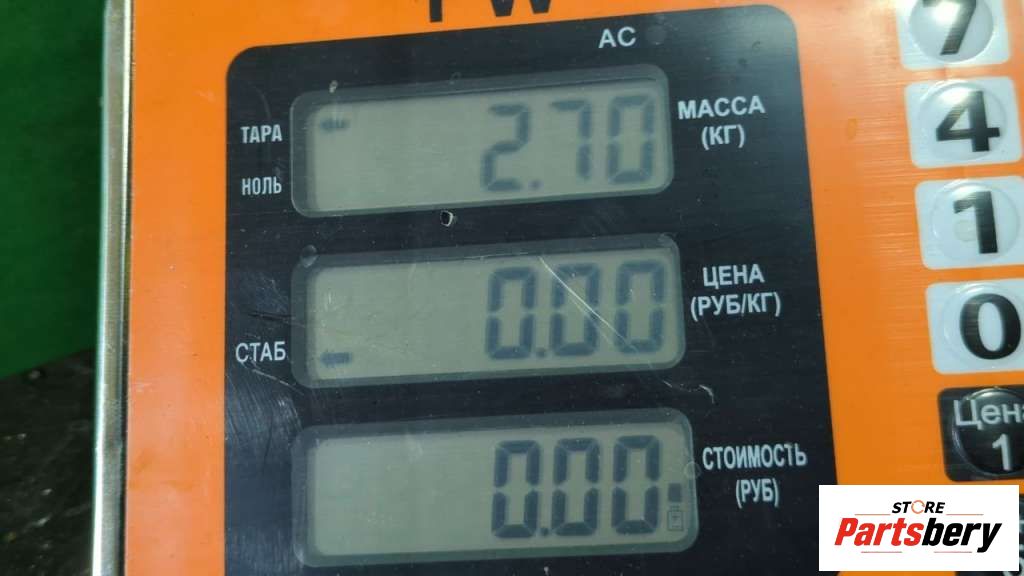 AC
2.70
МАССА
(КГ)
ТАРА
НОЛЬ
0.00
ЦЕНА
(РУБ/КГ)
СТАБ
0.00
СТОИМОСТЬ
(РУБ)
7
4
1
0
1
STORE
Partsbery